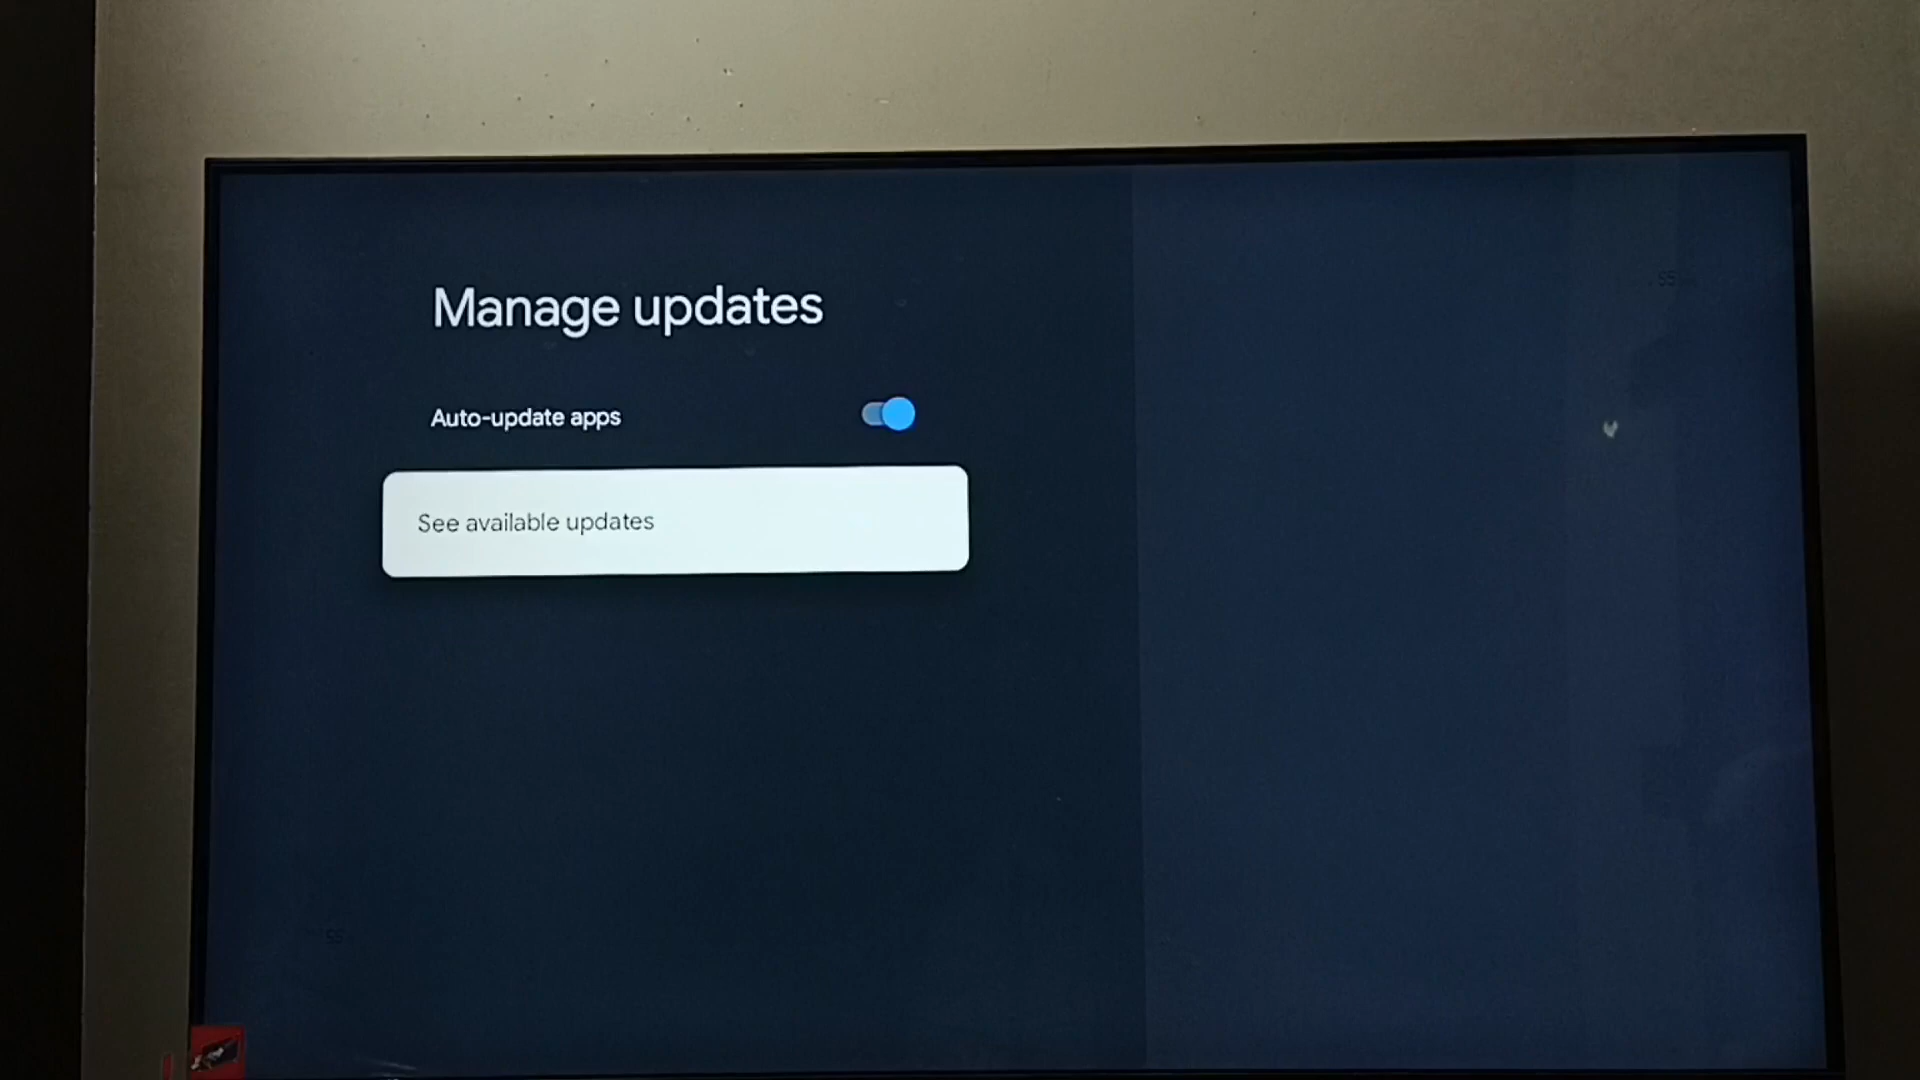 Manage updates
Auto-update apps
See available updates